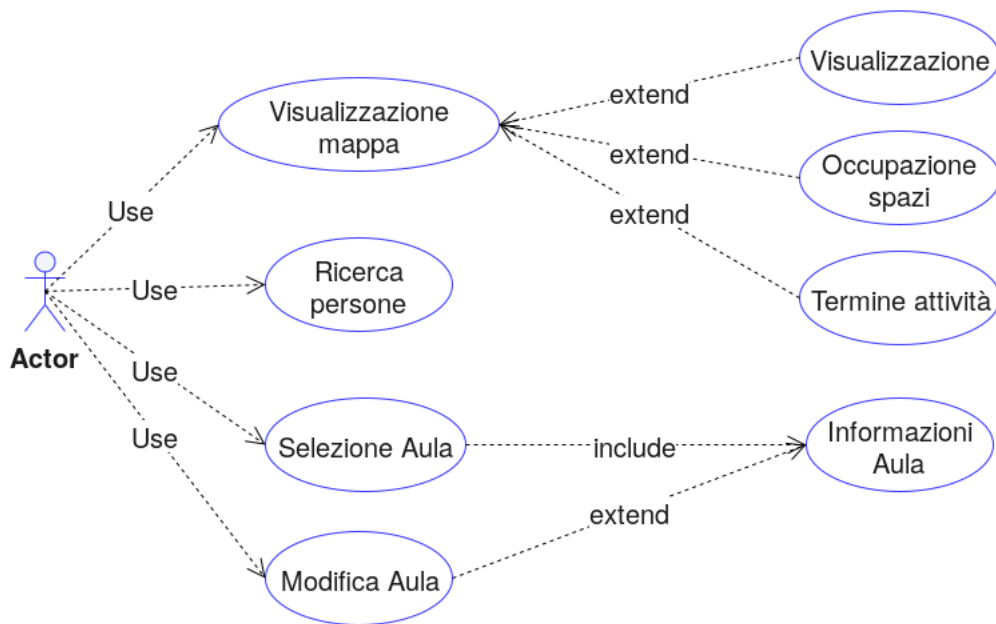 Visualizzazione
mappa
extend
Visualizzazione
extend
Occupazione
spazi
extend
Termine attività
Use
Use
Ricerca
persone
Actor
Use
Selezione Aula
include
Informazioni
Aula
Use
extend
Modifica Aula